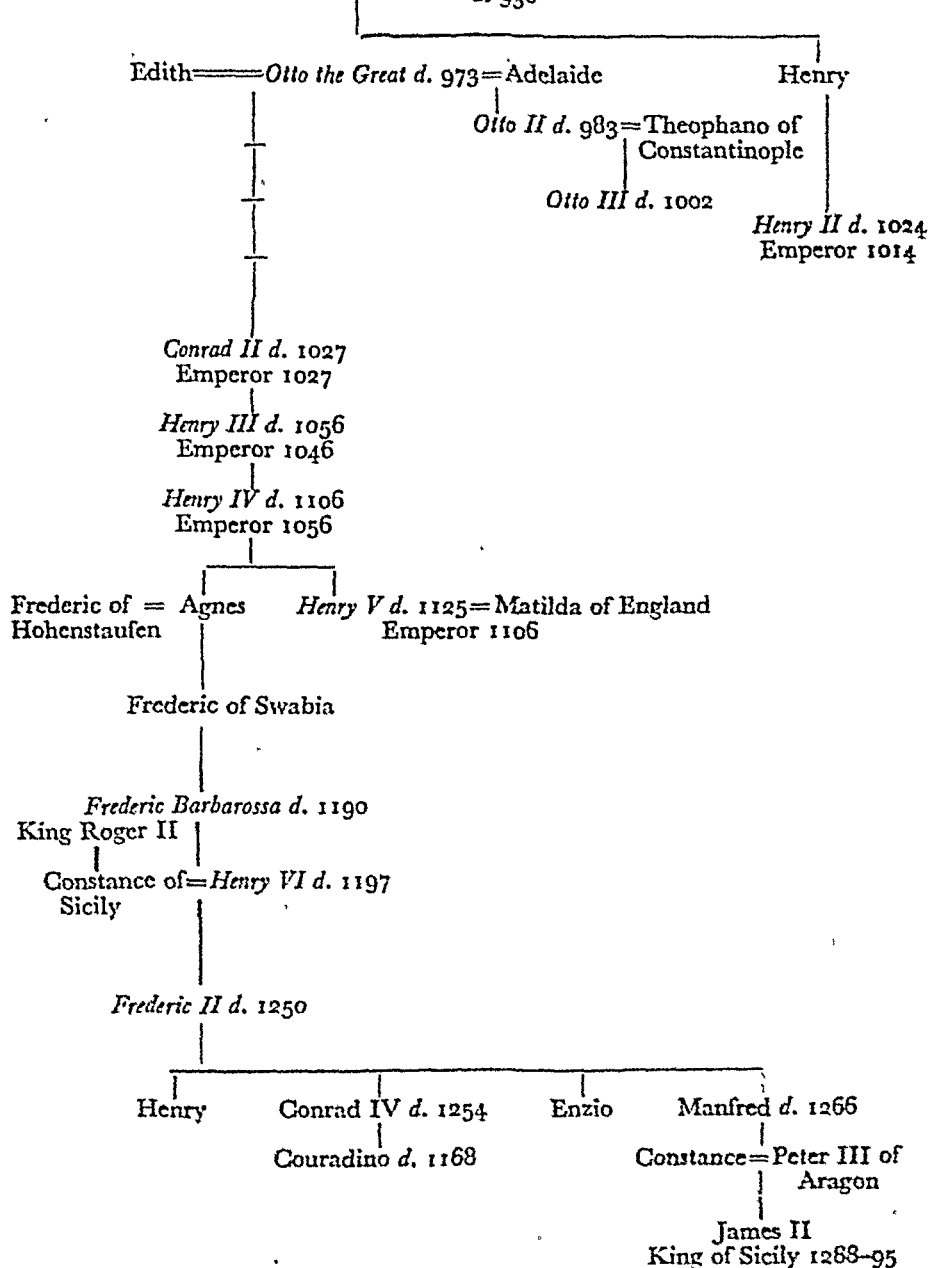 d. 936
Edith══Otto the Great d. 973=Adelaide Henry
Otto II d. 983=Theophano of
Constantinople
Otto III d. 1002
Henry II d. 1024
Emperor 1014
Conrad II d. 1027
Emperor 1027
Henry III d. 1056
Emperor 1046
Henry IV d. 1106
Emperor 1056
Frederic of = Agnes Henry V d. 1125=Matilda of England
Hohenstaufen Emperor 1106
Frederic of Swabia
Frederic Barbarossa d. 1190
King Roger II
Constance of=Henry VI d. 1197
Sicily
Frederic II d. 1250
Henry Conrad IV d. 1254 Enzio Manfred d. 1266
Couradino d. 1168 Constance=Peter III of
Aragon
James II
King of Sicily 1288–95